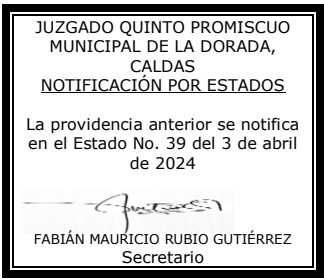 JUZGADO QUINTO PROMISCUO
MUNICIPAL DE LA DORADA,
CALDAS
NOTIFICACIÓN POR ESTADOS
La providencia anterior se notifica
en el Estado No. 39 del 3 de abril
de 2024
FABIÁN MAURICIO RUBIO GUTIÉRREZ
Secretario